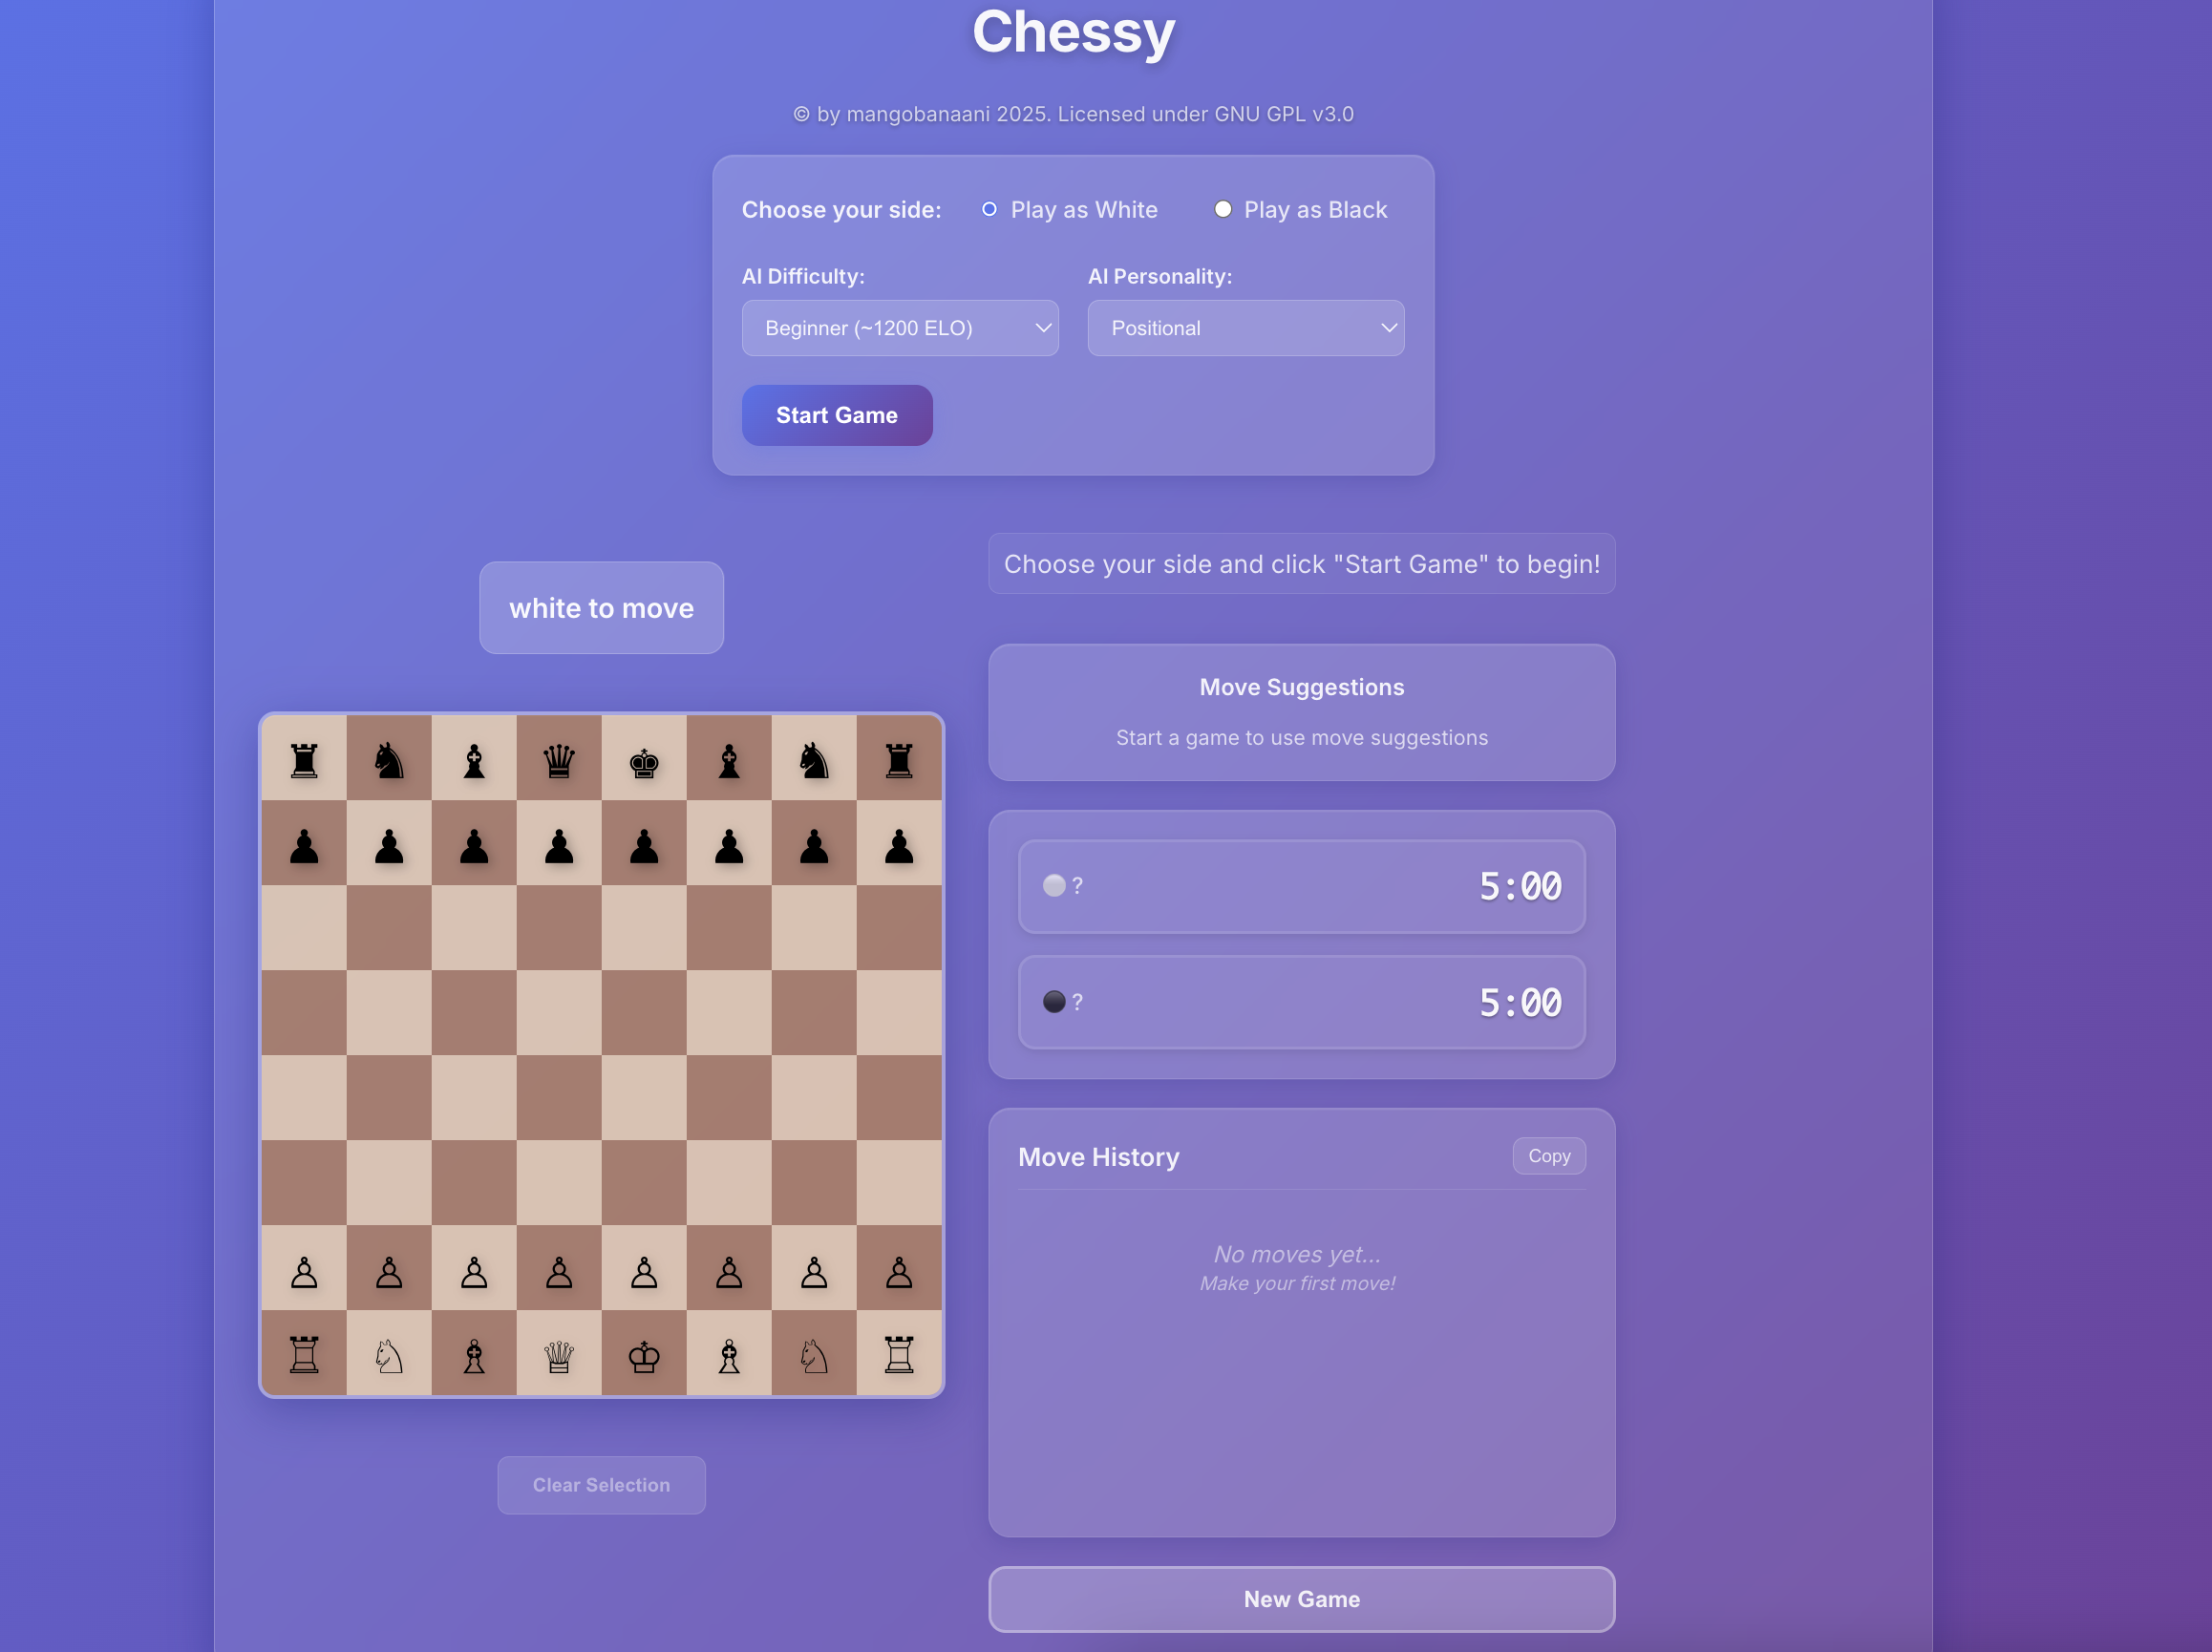 Chessy
© by mangobanaani 2025. Licensed under GNU GPL v3.0
Choose your side: Play as White Play as Black
AI Difficulty: AI Personality:
Beginner (~1200 ELO) Positional
Start Game
Choose your side and click "Start Game" to begin!
white to move
Move Suggestions
Start a game to use move suggestions
? 5:00
? 5:00
Move History Copy
No moves yet...
Make your first move!
Clear Selection
New Game